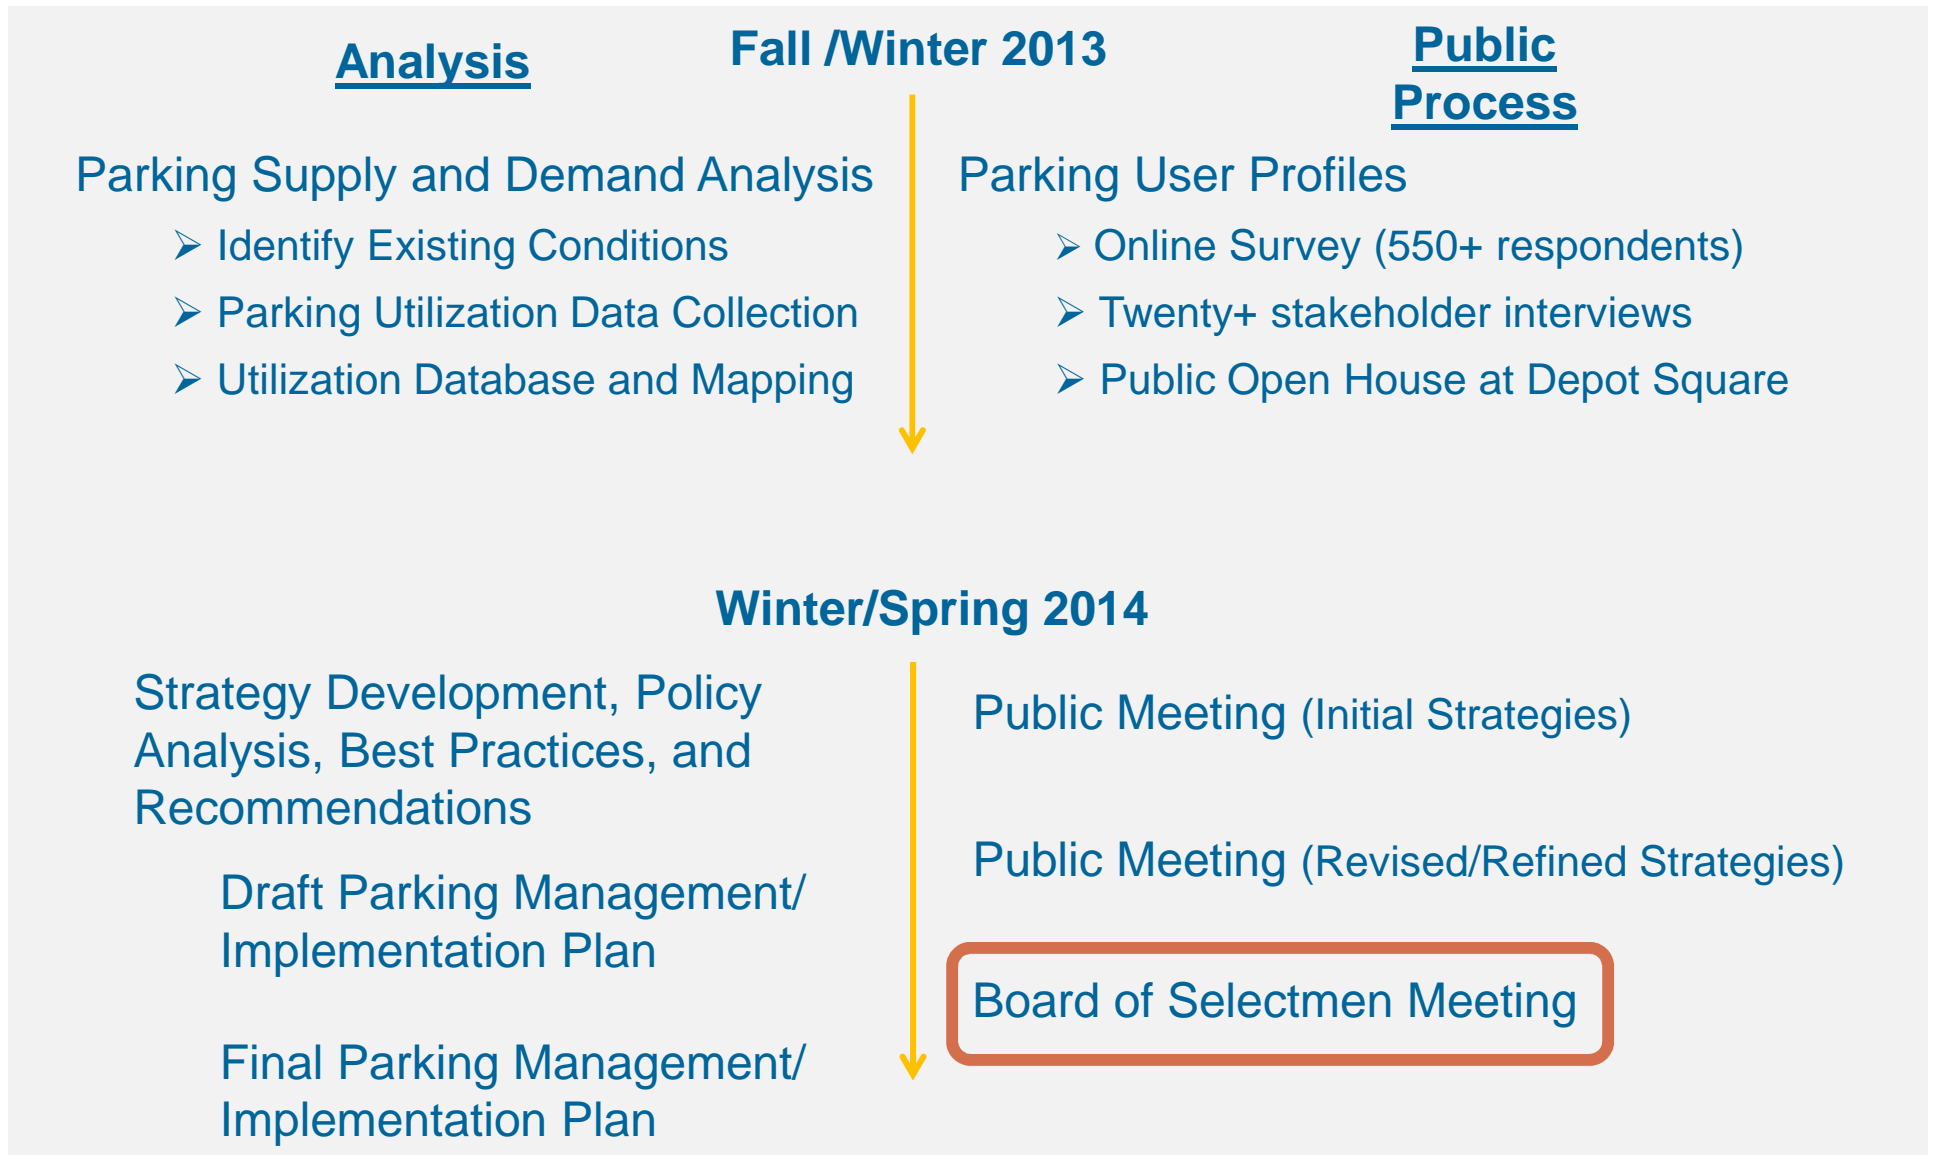 Analysis
Fall /Winter 2013
Public
Process
Parking Supply and Demand Analysis
➢ Identify Existing Conditions
➢ Parking Utilization Data Collection
➢ Utilization Database and Mapping
Parking User Profiles
➢ Online Survey (550+ respondents)
➢ Twenty+ stakeholder interviews
➢ Public Open House at Depot Square
Winter/Spring 2014
Strategy Development, Policy
Analysis, Best Practices, and
Recommendations
Draft Parking Management/
Implementation Plan
Final Parking Management/
Implementation Plan
Public Meeting (Initial Strategies)
Public Meeting (Revised/Refined Strategies)
Board of Selectmen Meeting